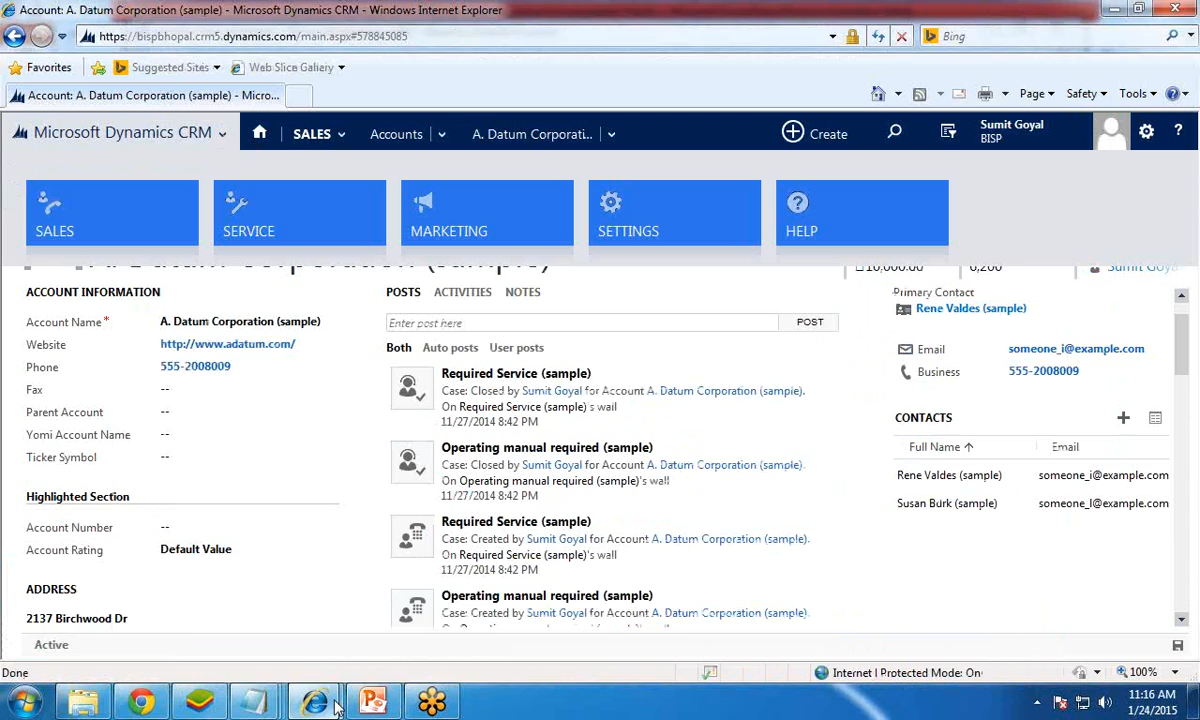 Account: A. Datum Corporation (sample) - Microsoft Dynamics CRM - Windows Internet Explorer
https://bispbhopal.crm5.dynamics.com/main.aspx#578845085
Bing
Favorites Suggested Sites Web Slice Gallery
Account: A. Datum Corporation (sample) - Micro... Page Safety Tools
Microsoft Dynamics CRM SALES Accounts A. Datum Corporati... Create Sumit Goyal
BISP
SALES SERVICE MARKETING SETTINGS HELP
A. Datum Corporation (sample) 6,200 Sumit Goya
ACCOUNT INFORMATION
Account Name* A. Datum Corporation (sample)
Website http://www.adatum.com/
Phone 555-2008009
Fax --
Parent Account --
Yomi Account Name --
Ticker Symbol --
Highlighted Section
Account Number --
Account Rating Default Value
ADDRESS
2137 Birchwood Dr
Active
POSTS ACTIVITIES NOTES
Enter post here POST
Both Auto posts User posts
Required Service (sample)
Case: Closed by Sumit Goyal for Account A. Datum Corporation (sample).
On Required Service (sample)'s wall
11/27/2014 8:42 PM
Operating manual required (sample)
Case: Closed by Sumit Goyal for Account A. Datum Corporation (sample).
On Operating manual required (sample)'s wall
11/27/2014 8:42 PM
Required Service (sample)
Case: Created by Sumit Goyal for Account A. Datum Corporation (sample).
On Required Service (sample)'s wall
11/27/2014 8:42 PM
Operating manual required (sample)
Case: Created by Sumit Goyal for Account A. Datum Corporation (sample).
Primary Contact
Rene Valdes (sample)
Email someone_i@example.com
Business 555-2008009
CONTACTS
Full Name Email
Rene Valdes (sample) someone_i@example.com
Susan Burk (sample) someone_l@example.com
Done Internet | Protected Mode: On 100%
11:16 AM
1/24/2015